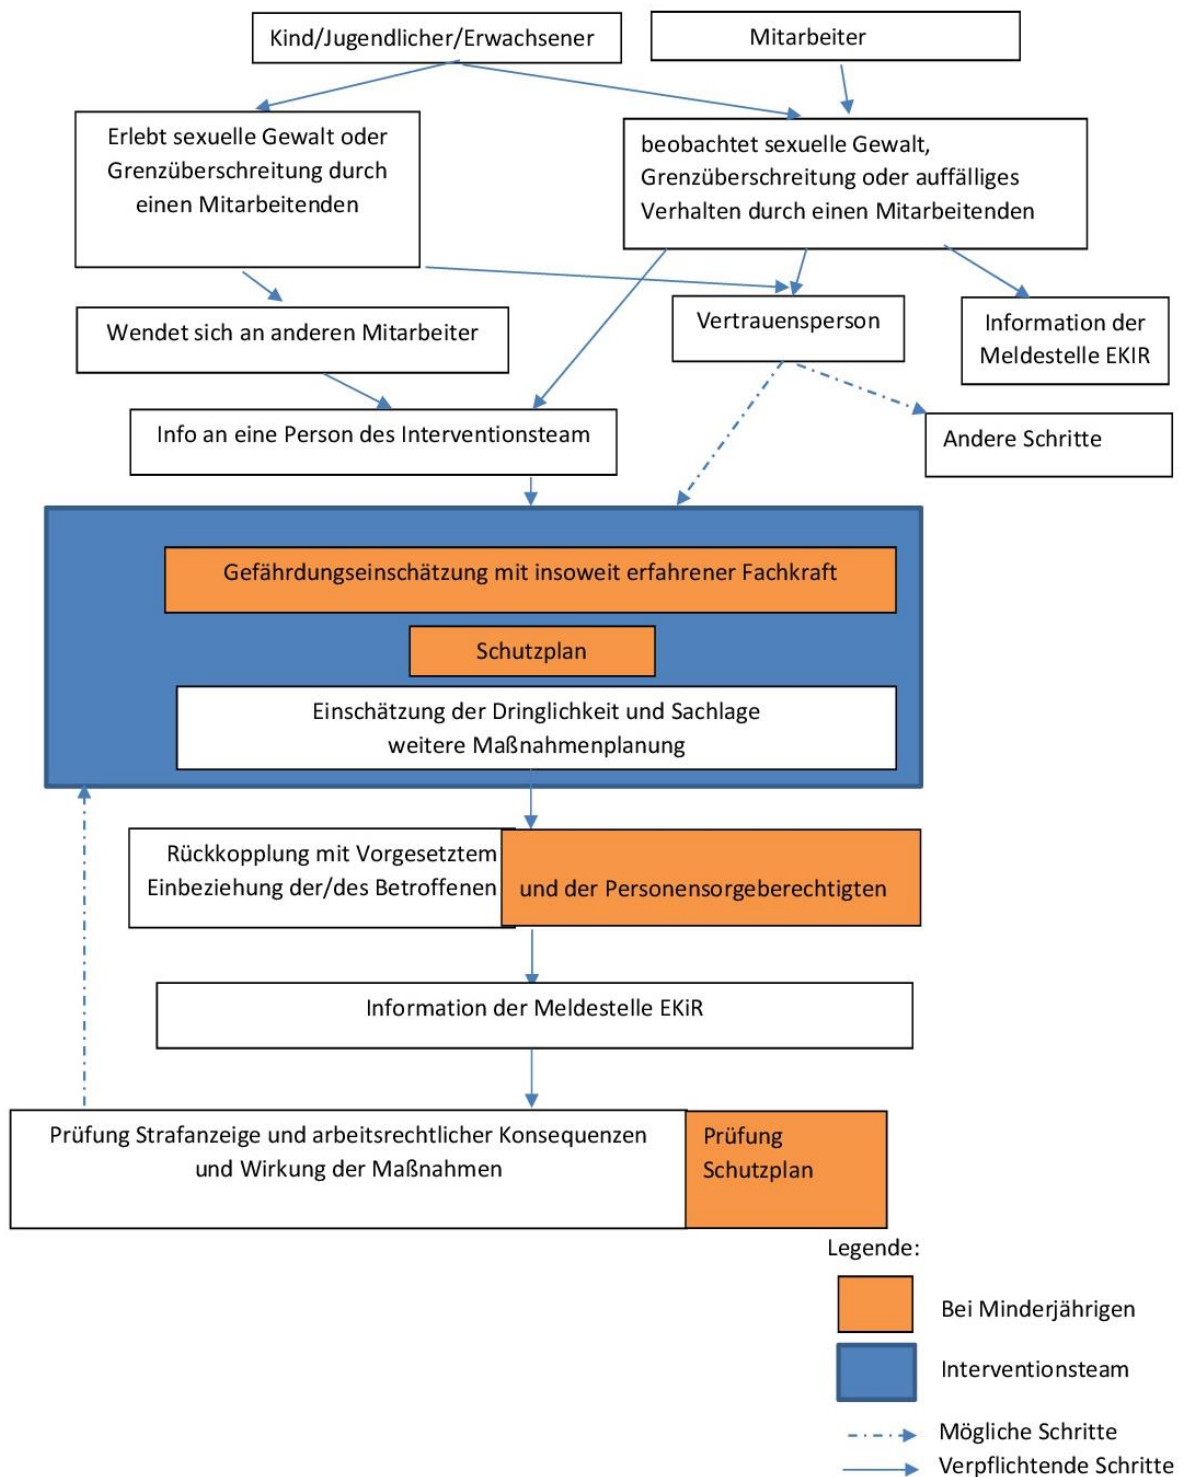 Kind/Jugendlicher/Erwachsener
Mitarbeiter
Erlebt sexuelle Gewalt oder
Grenzüberschreitung durch
einen Mitarbeitenden
beobachtet sexuelle Gewalt,
Grenzüberschreitung oder auffälliges
Verhalten durch einen Mitarbeitenden
Wendet sich an anderen Mitarbeiter
Vertrauensperson
Information der
Meldestelle EKIR
Info an eine Person des Interventionsteam
Andere Schritte
Gefährdungseinschätzung mit insoweit erfahrener Fachkraft
Schutzplan
Einschätzung der Dringlichkeit und Sachlage
weitere Maßnahmenplanung
Rückkopplung mit Vorgesetztem
Einbeziehung der/des Betroffenen
und der Personensorgeberechtigten
Information der Meldestelle EKiR
Prüfung Strafanzeige und arbeitsrechtlicher Konsequenzen
und Wirkung der Maßnahmen
Prüfung
Schutzplan
Legende:
Bei Minderjährigen
Interventionsteam
Mögliche Schritte
Verpflichtende Schritte